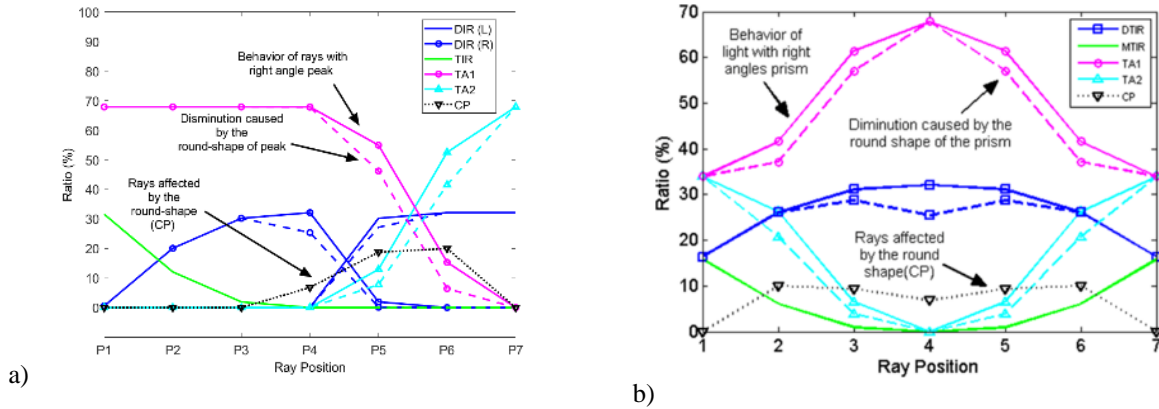 100
90
80
70
60
50
40
30
20
10
0
Ratio (%)
P1 P2 P3 P4 P5 P6 P7
Ray Position
Behavior of rays with
right angle peak
Disminution caused by
the
round-shape of peak
Rays affected
by the
round-shape
(CP)
DIR (L)
DIR (R)
TIR
TA1
TA2
CP
a)
70
60
50
40
30
20
10
0
Ratio (%)
1 2 3 4 5 6 7
Ray Position
Behavior of
light with right
angles prism
Diminution caused by the
round shape of the prism
Rays affected
by the round
shape(CP)
DTIR
MTIR
TA1
TA2
CP
b)